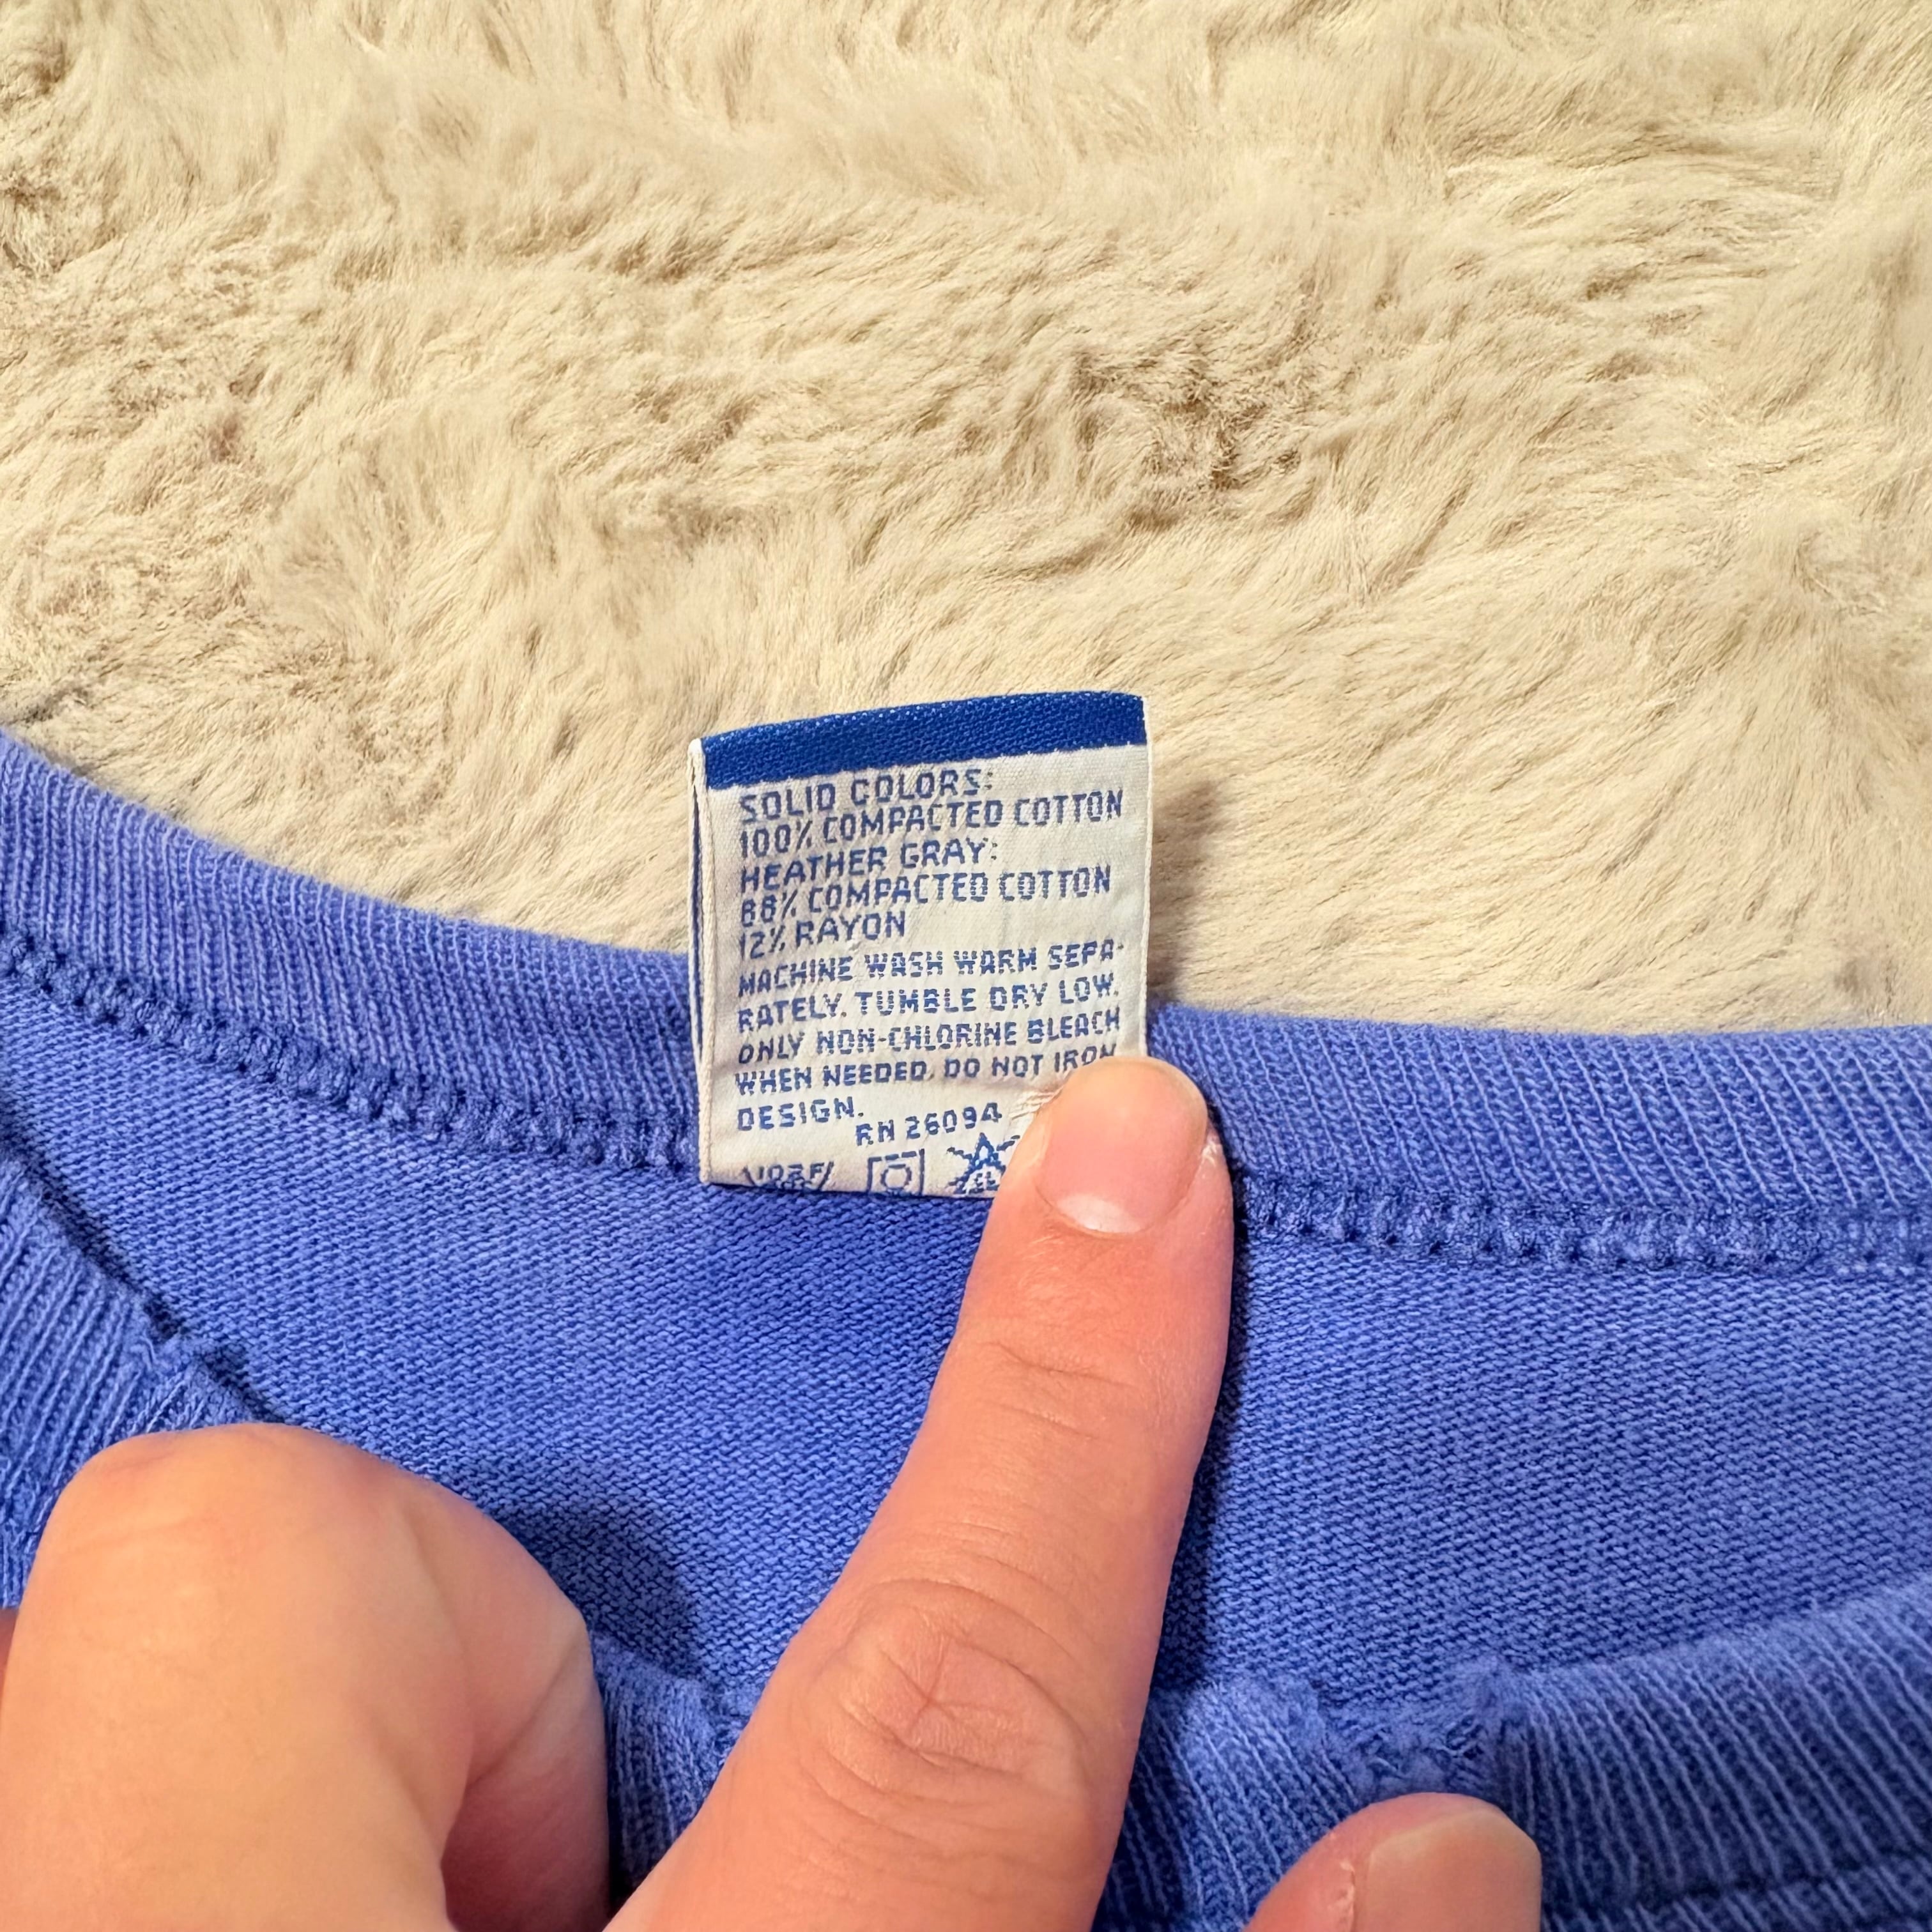 SOLID COLORS:
100% COMPACTED COTTON
HEATHER GRAY:
88% COMPACTED COTTON
12% RAYON
MACHINE WASH WARM SEPA-
RATELY. TUMBLE DRY LOW.
ONLY NON-CHLORINE BLEACH
WHEN NEEDED. DO NOT IRON
DESIGN.
RN 26094